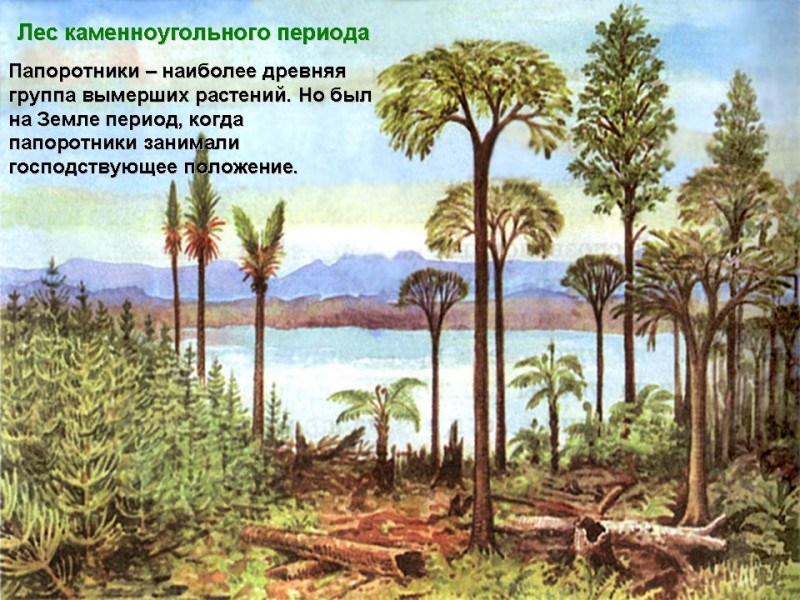 Лес каменноугольного периода
Папоротники – наиболее древняя
группа вымерших растений. Но был
на Земле период, когда
папоротники занимали
господствующее положение.